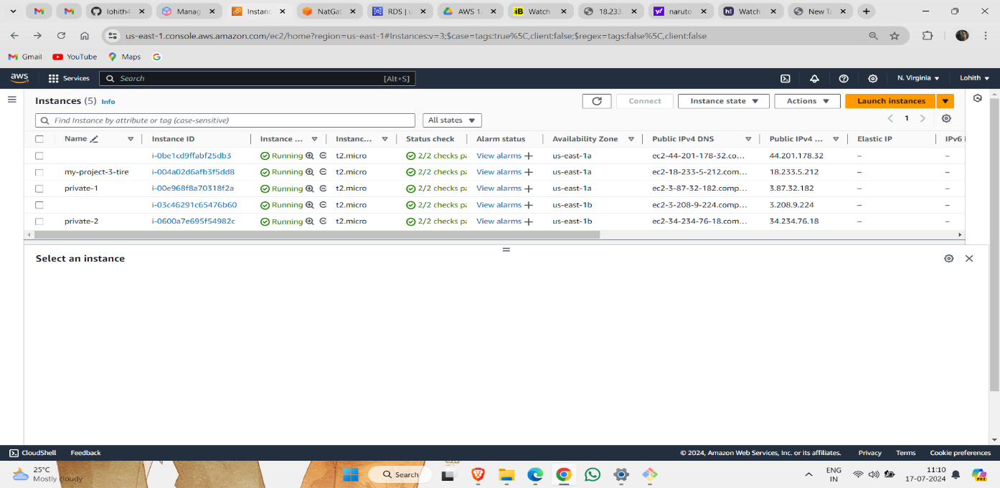 lohith4
Manag
Instanc
NatGat
RDS | u
AWS 1
Watch
18.233.
naruto
Watch
New Ta
us-east-1.console.aws.amazon.com/ec2/home?region=us-east-1#Instances:v=3;$case=tags:true%5C,client:false;$regex=tags:false%5C,client:false
Gmail YouTube Maps
aws Services Search [Alt+S] N. Virginia Lohith
Instances (5) Info Connect Instance state Actions Launch instances
Find Instance by attribute or tag (case-sensitive) All states 1
Name Instance ID Instance ... Instanc... Status check Alarm status Availability Zone Public IPv4 DNS Public IPv4 ... Elastic IP IPv6 I
i-0be1cd9ffabf25db3 Running t2.micro 2/2 checks pa View alarms + us-east-1a ec2-44-201-178-32.co... 44.201.178.32 – –
my-project-3-tire i-004a02d6afb3f5dd8 Running t2.micro 2/2 checks pa View alarms + us-east-1a ec2-18-233-5-212.com... 18.233.5.212 – –
private-1 i-00e968f8a70318f2a Running t2.micro 2/2 checks pa View alarms + us-east-1a ec2-3-87-32-182.comp... 3.87.32.182 – –
i-03c46291c65476b60 Running t2.micro 2/2 checks pa View alarms + us-east-1b ec2-3-208-9-224.comp... 3.208.9.224 – –
private-2 i-0600a7e695f54982c Running t2.micro 2/2 checks pa View alarms + us-east-1b ec2-34-234-76-18.com... 34.234.76.18 – –
Select an instance
CloudShell Feedback © 2024, Amazon Web Services, Inc. or its affiliates. Privacy Terms Cookie preferences
25°C
Mostly cloudy
Search
ENG
IN
11:10
17-07-2024